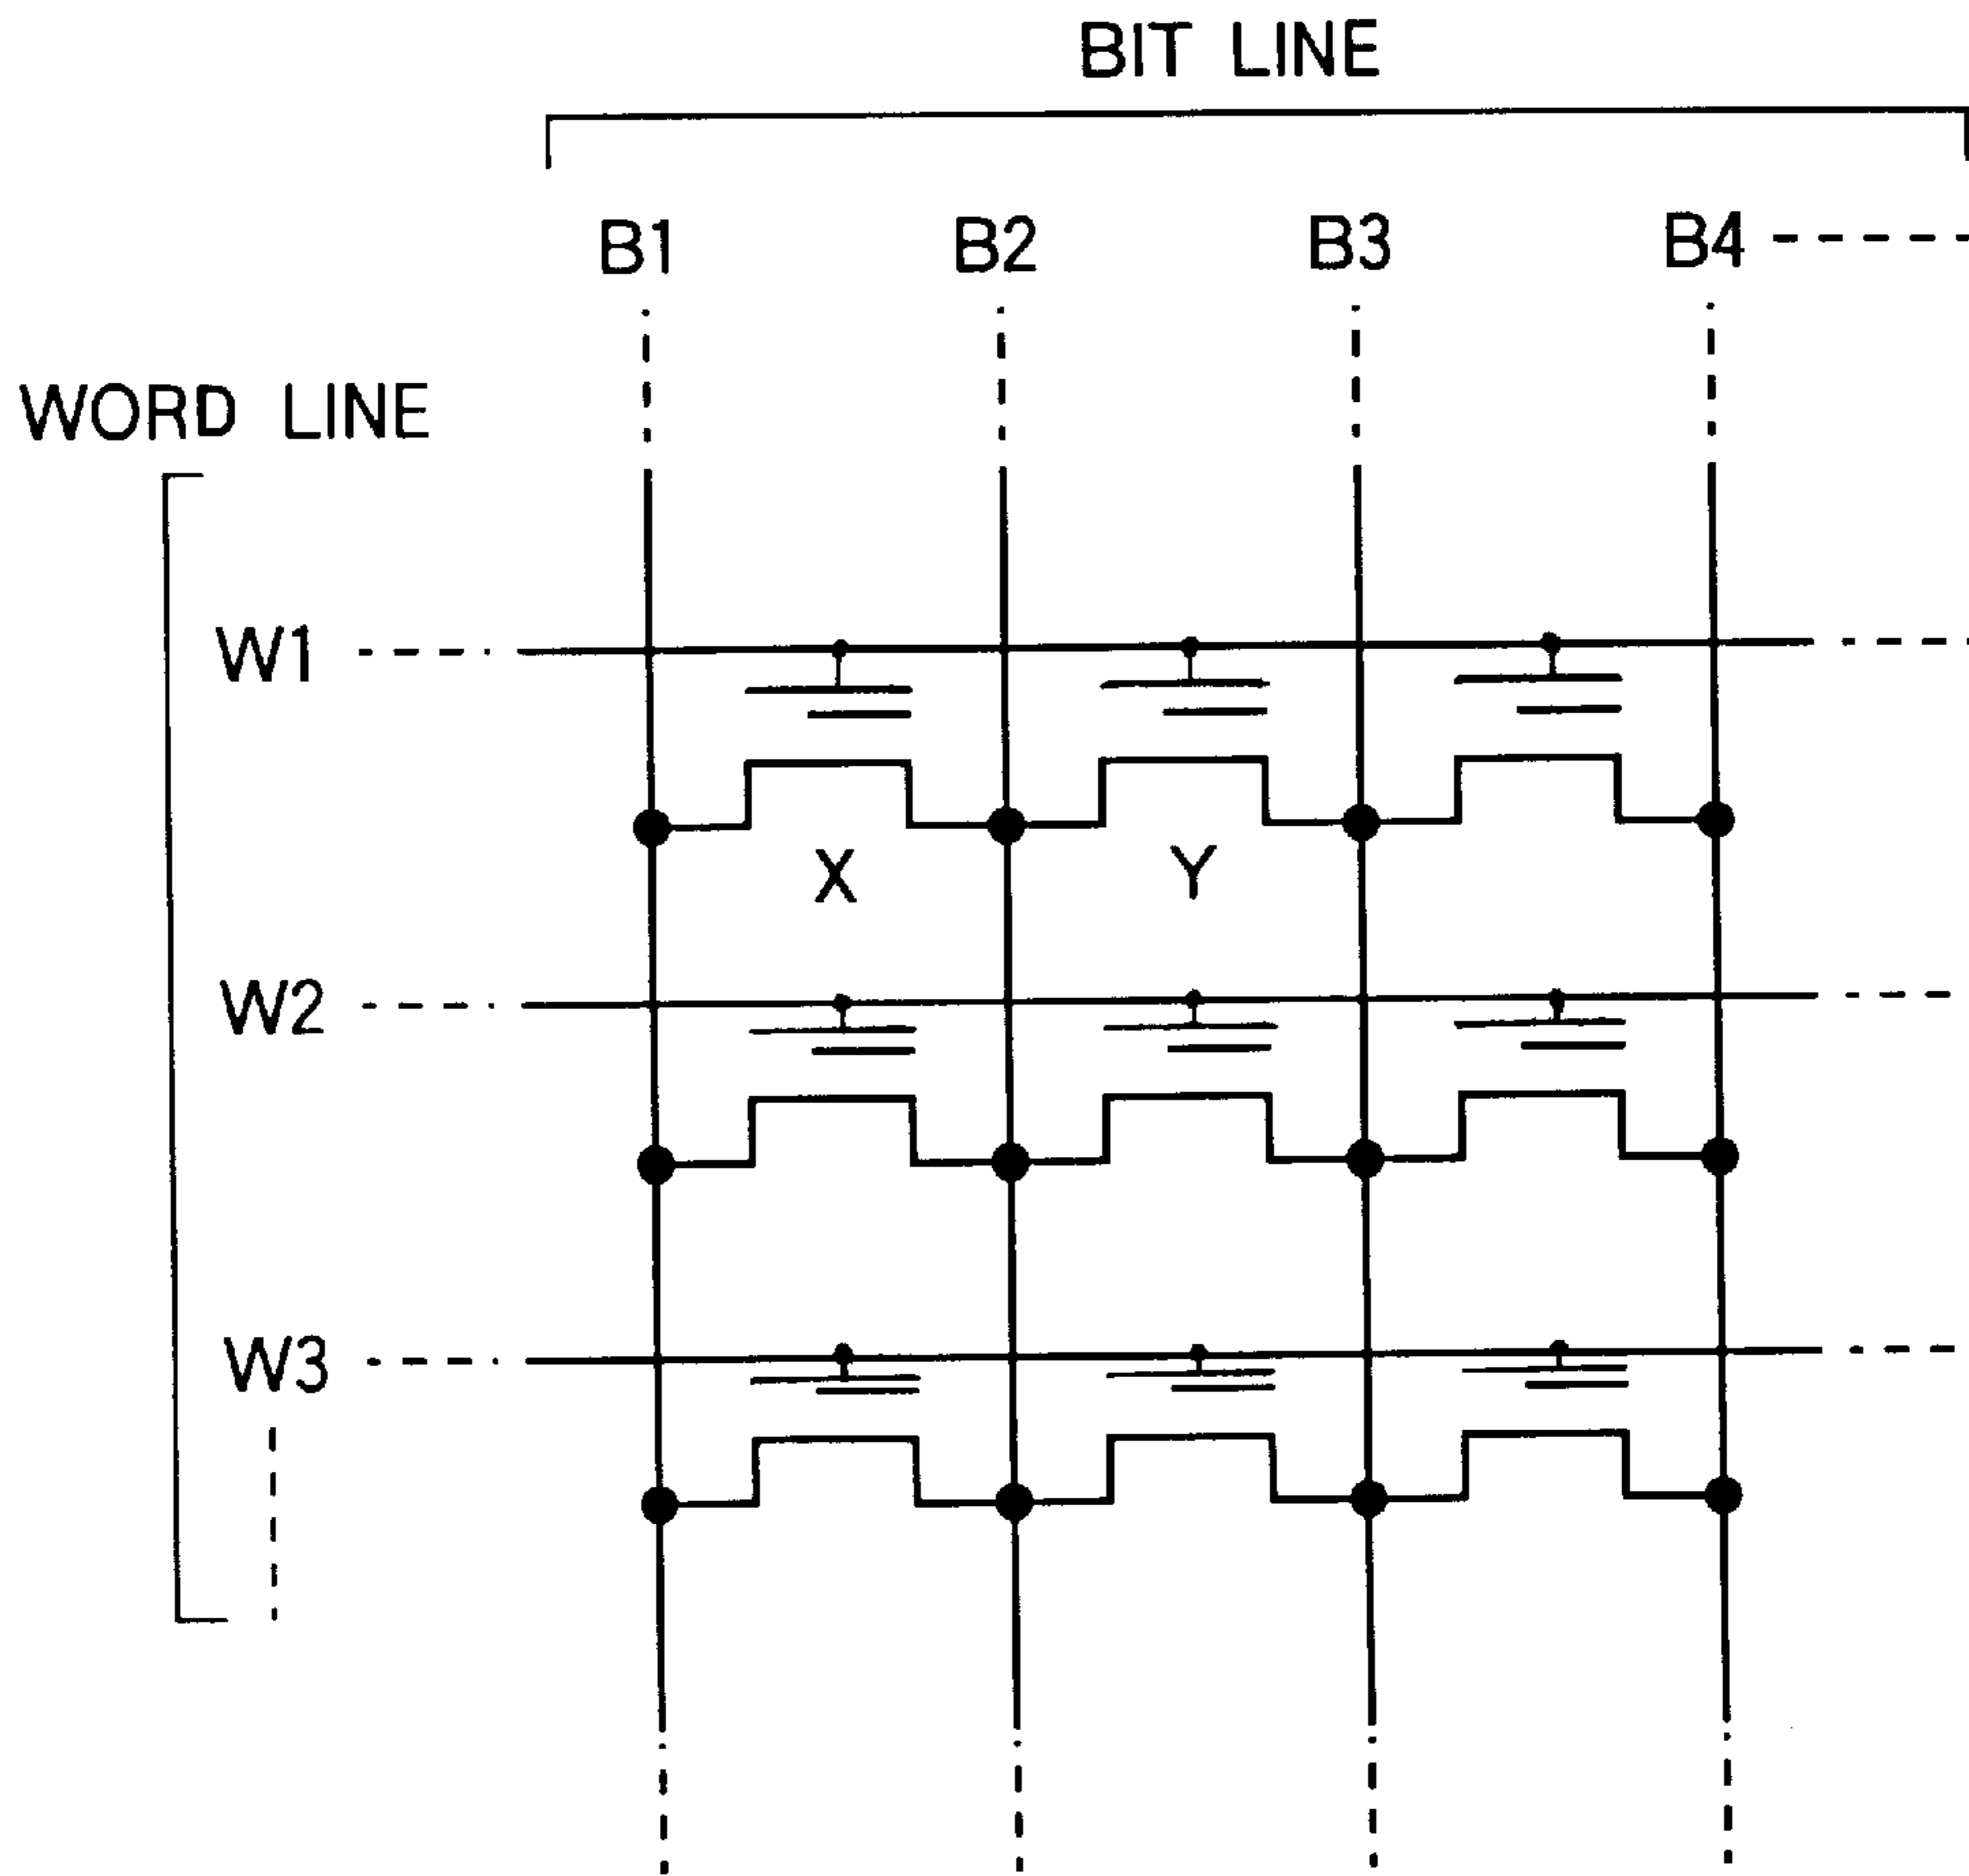 BIT LINE
B1 B2 B3 B4
WORD LINE
W1
X Y
W2
W3